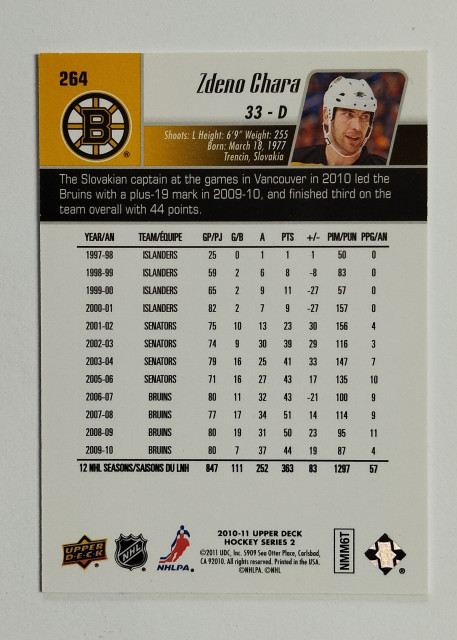 264
Zdeno Chara
33 - D
Shoots: L Height: 6'9" Weight: 255
Born: March 18, 1977
Trencin, Slovakia
B
®
The Slovakian captain at the games in Vancouver in 2010 led the
Bruins with a plus-19 mark in 2009-10, and finished third on the
team overall with 44 points.
YEAR/AN TEAM/ÉQUIPE GP/PJ G/B A PTS +/- PIM/PUN PPG/AN
1997-98 ISLANDERS 25 0 1 1 1 50 0
1998-99 ISLANDERS 59 2 6 8 -8 83 0
1999-00 ISLANDERS 65 2 9 11 -27 57 0
2000-01 ISLANDERS 82 2 7 9 -27 157 0
2001-02 SENATORS 75 10 13 23 30 156 4
2002-03 SENATORS 74 9 30 39 29 116 3
2003-04 SENATORS 79 16 25 41 33 147 7
2005-06 SENATORS 71 16 27 43 17 135 10
2006-07 BRUINS 80 11 32 43 -21 100 9
2007-08 BRUINS 77 17 34 51 14 114 9
2008-09 BRUINS 80 19 31 50 23 95 11
2009-10 BRUINS 80 7 37 44 19 87 4
12 NHL SEASONS/SAISONS DU LNH 847 111 252 363 83 1297 57
UPPER DECK
NHL
NHLPA.
2010-11 UPPER DECK
HOCKEY SERIES 2
©2011 UDC, Inc. 5909 Sea Otter Place, Carlsbad,
CA 92010. All rights reserved. Printed in the USA.
©NHLPA. ©NHL
NMM6T
®